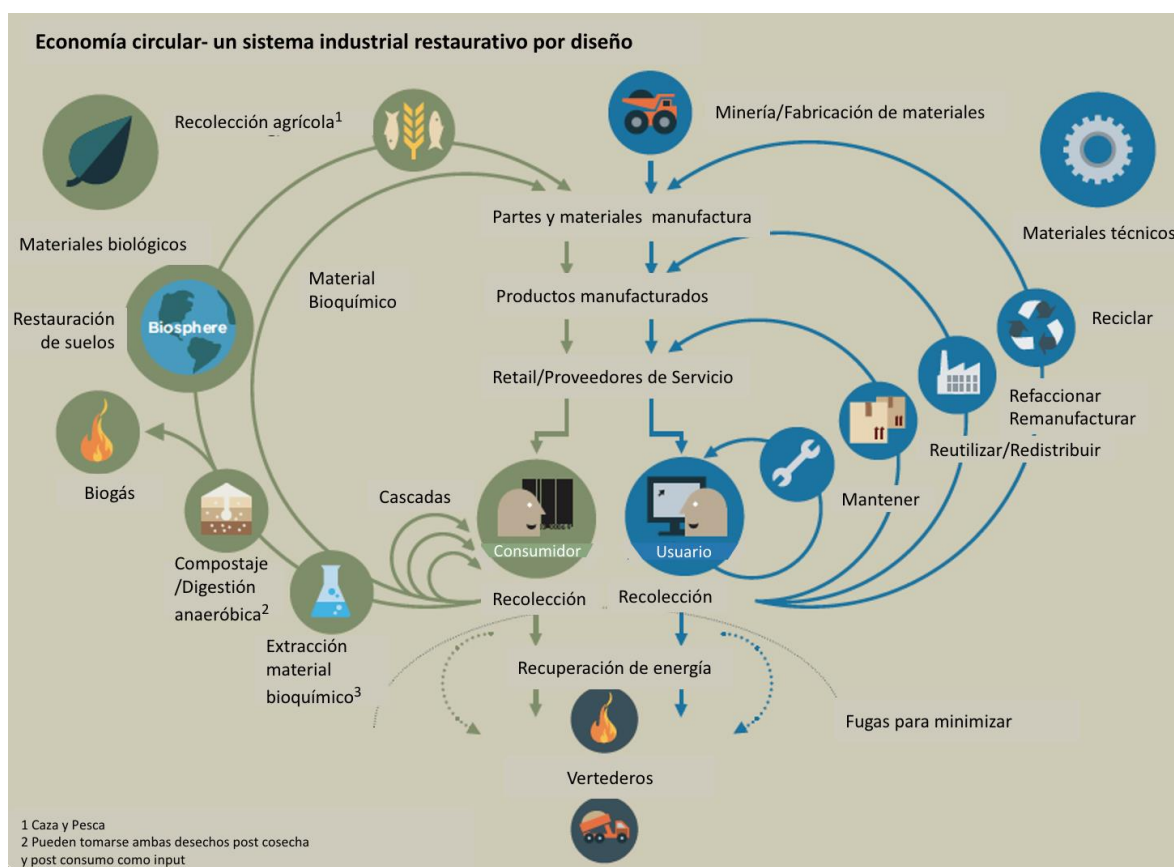 Economía circular- un sistema industrial restaurativo por diseño
Recolección agrícola1
Minería/Fabricación de materiales
Materiales biológicos
Partes y materiales manufactura
Materiales técnicos
Material
Bioquímico
Productos manufacturados
Restauración
de suelos
Biosphere
Reciclar
Retail/Proveedores de Servicio
Refaccionar
Remanufacturar
Reutilizar/Redistribuir
Biogás
Cascadas
Mantener
Consumidor
Usuario
Compostaje
/Digestión
anaeróbica2
Recolección
Recolección
Extracción
material
bioquímico3
Recuperación de energía
Fugas para minimizar
Vertederos
1 Caza y Pesca
2 Pueden tomarse ambas desechos post cosecha
y post consumo como input